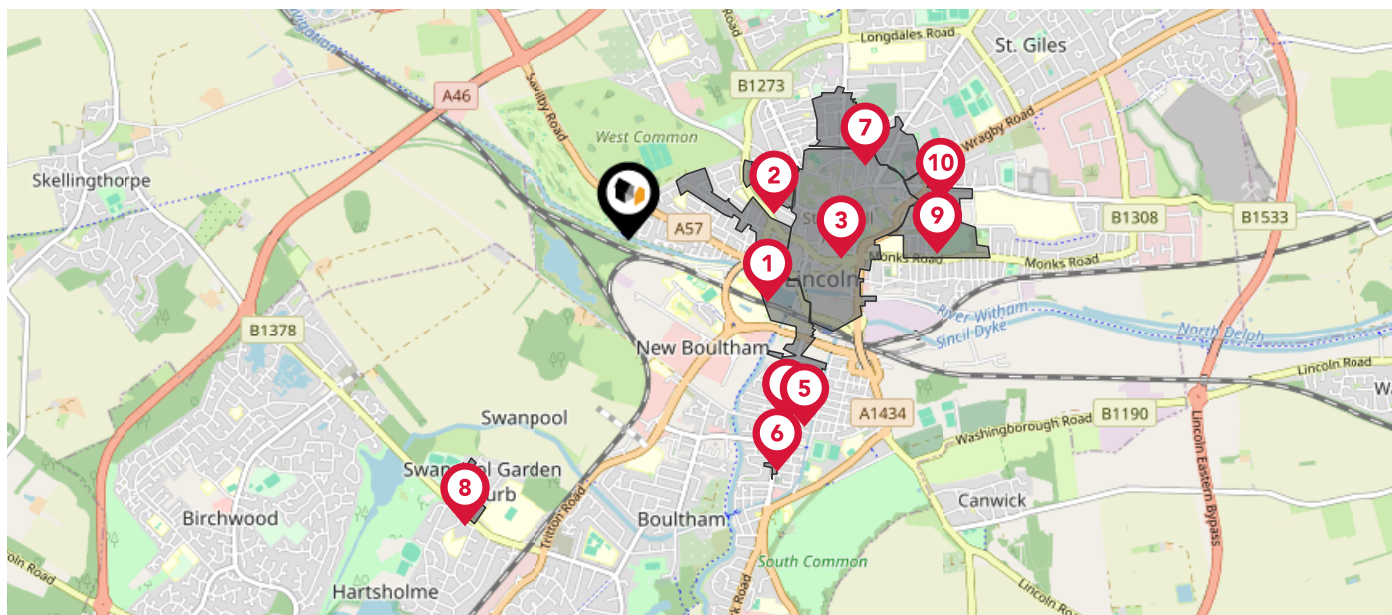 Longdales Road
St. Giles
A46
B1273
Saxilby Road
West Common
Wragby Road
7
10
Skellingthorpe
2
3
9
A57
B1308
B1533
Monks Road
Monks Road
1
Lincoln
River Witham
Sincil Dyke
North Delph
B1378
New Boultham
Lincoln Road
5
Swanpool
A1434
B1190
6
Washingborough Road
Lincoln Eastern Bypass
8
Canwick
Birchwood
Boultham
Tritton Road
South Common
Hartsholme
Lincoln Road